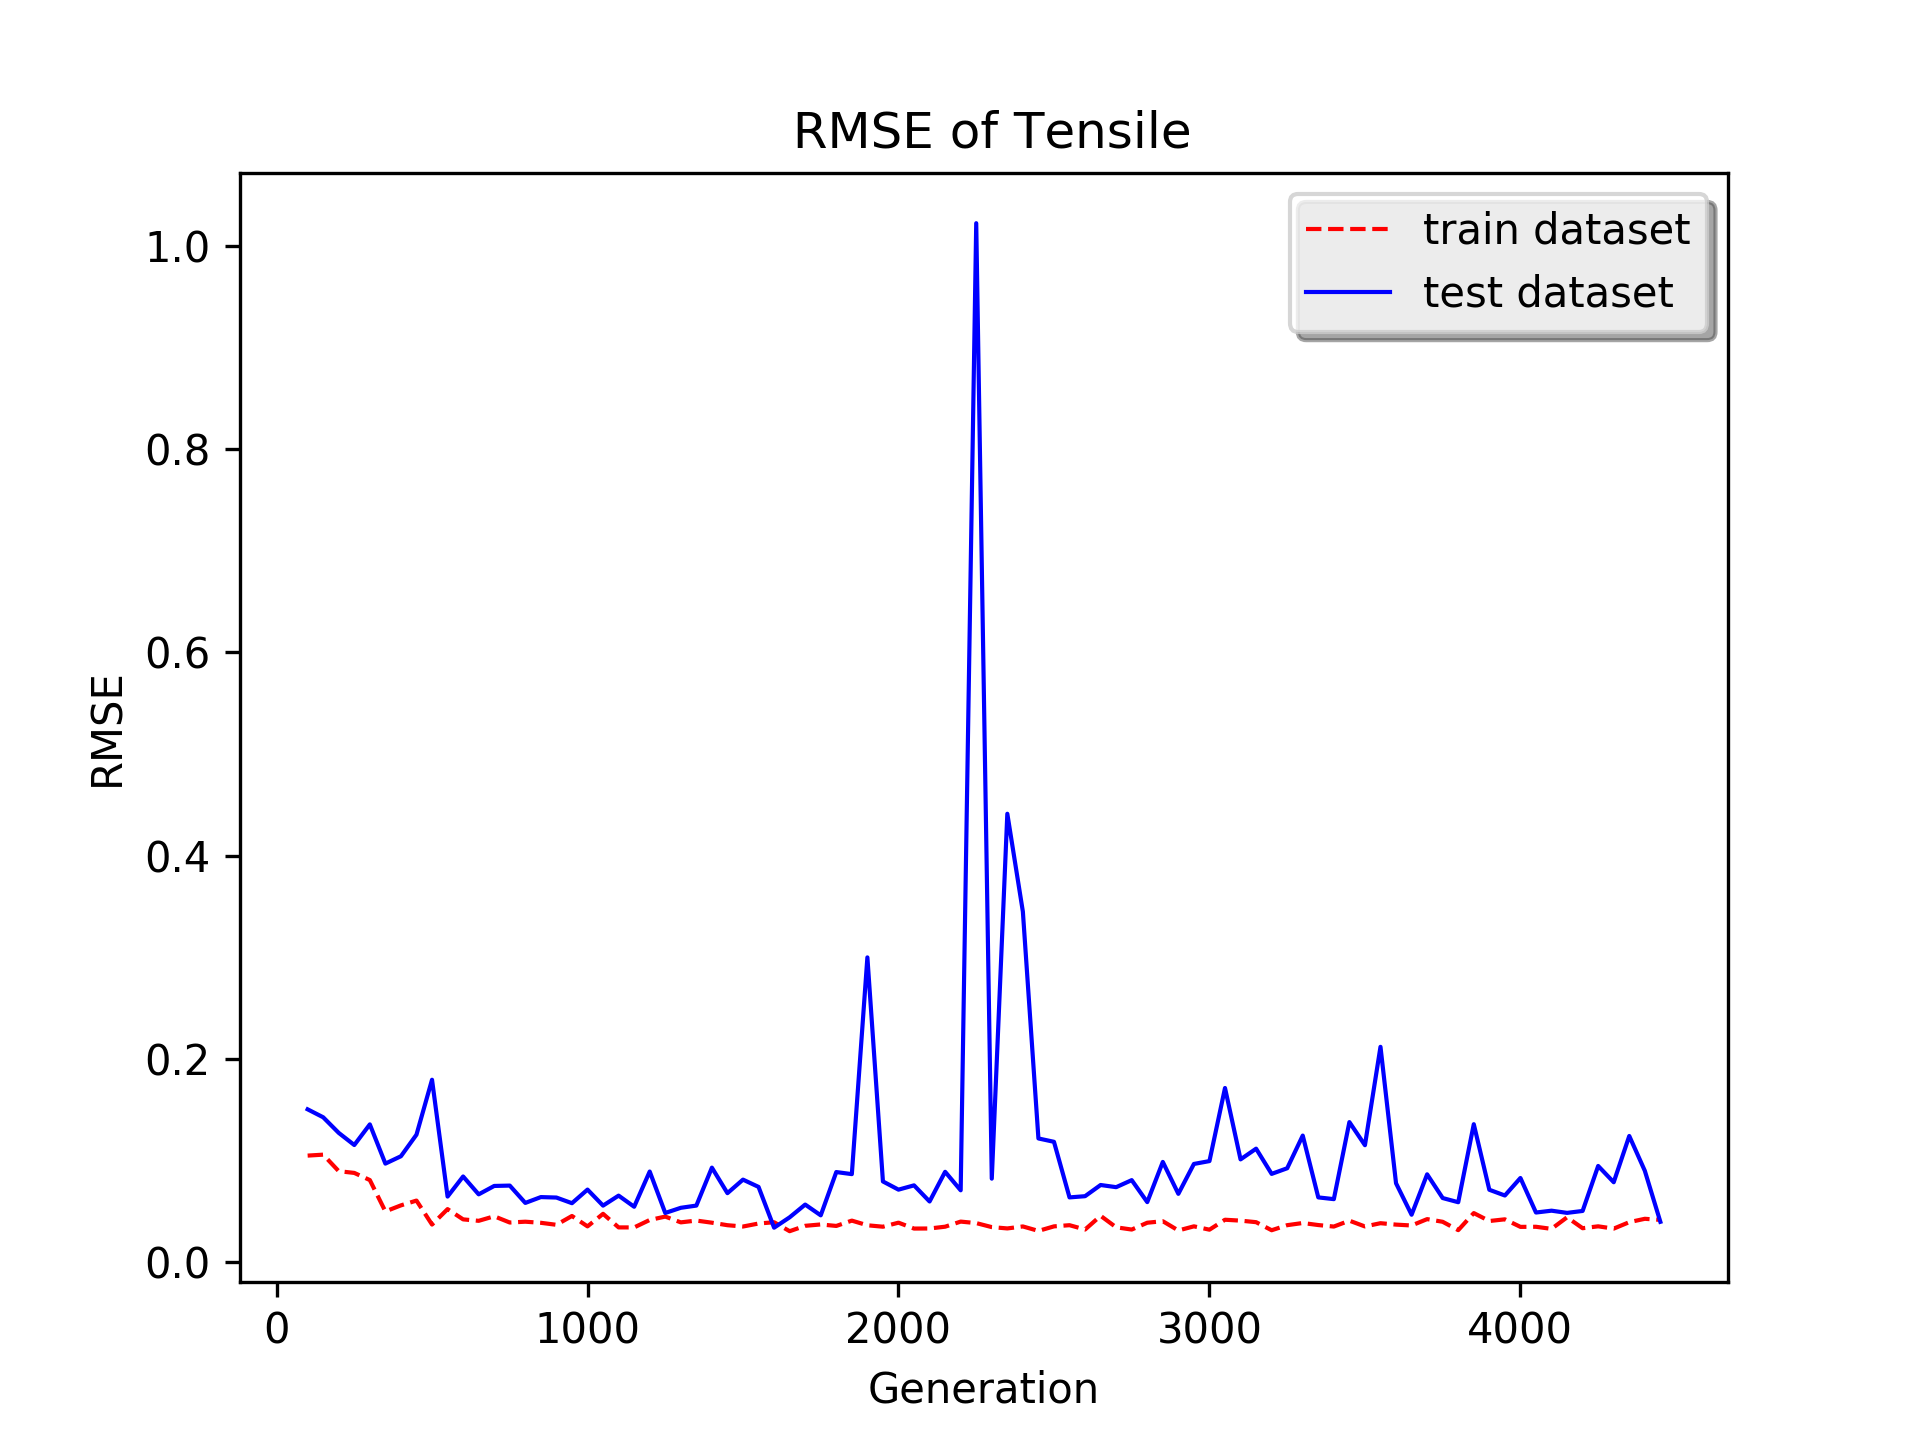 RMSE of Tensile
train dataset
test dataset
1.0
0.8
0.6
0.4
0.2
0.0
RMSE
0 1000 2000 3000 4000
Generation